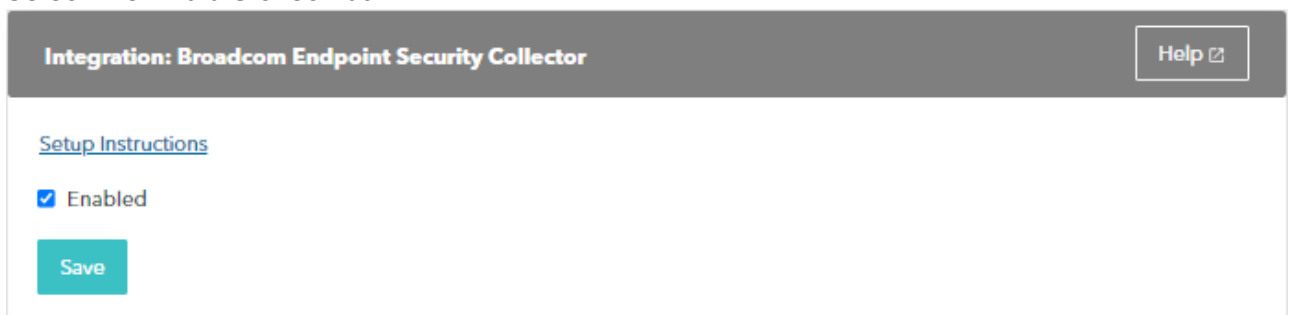 Integration: Broadcom Endpoint Security Collector
Help
Setup Instructions
Enabled
Save